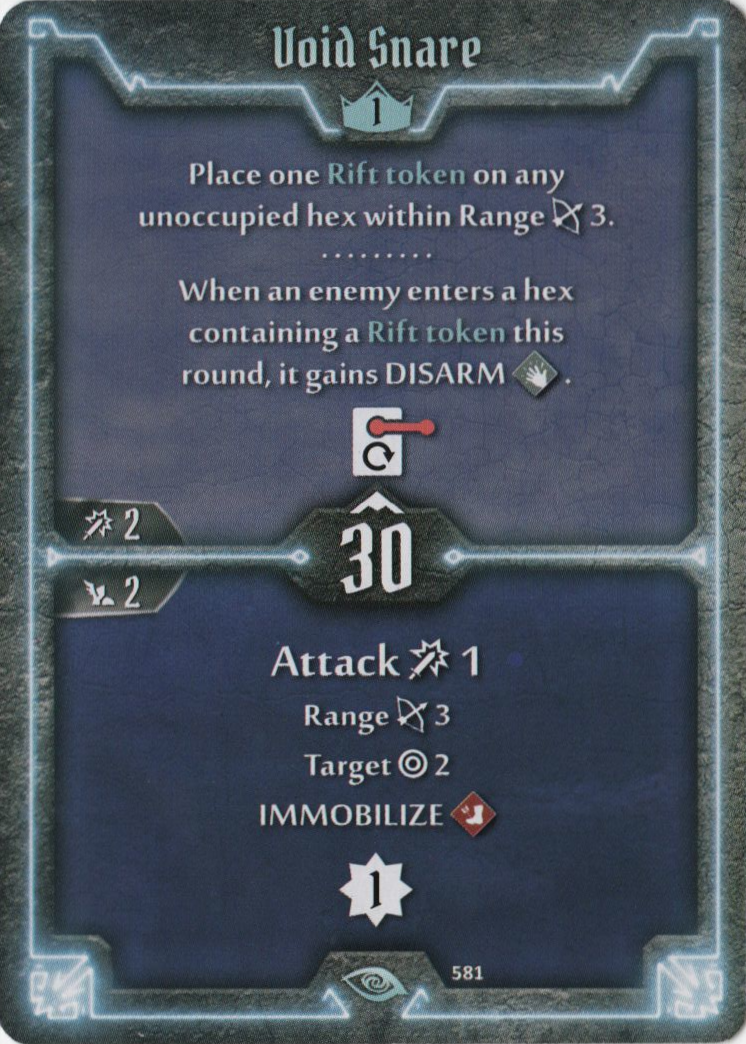 Void Snare
1
Place one Rift token on any
unoccupied hex within Range 3.
.........
When an enemy enters a hex
containing a Rift token this
round, it gains DISARM .
2
30
2
Attack 1
Range 3
Target 2
IMMOBILIZE
1
581